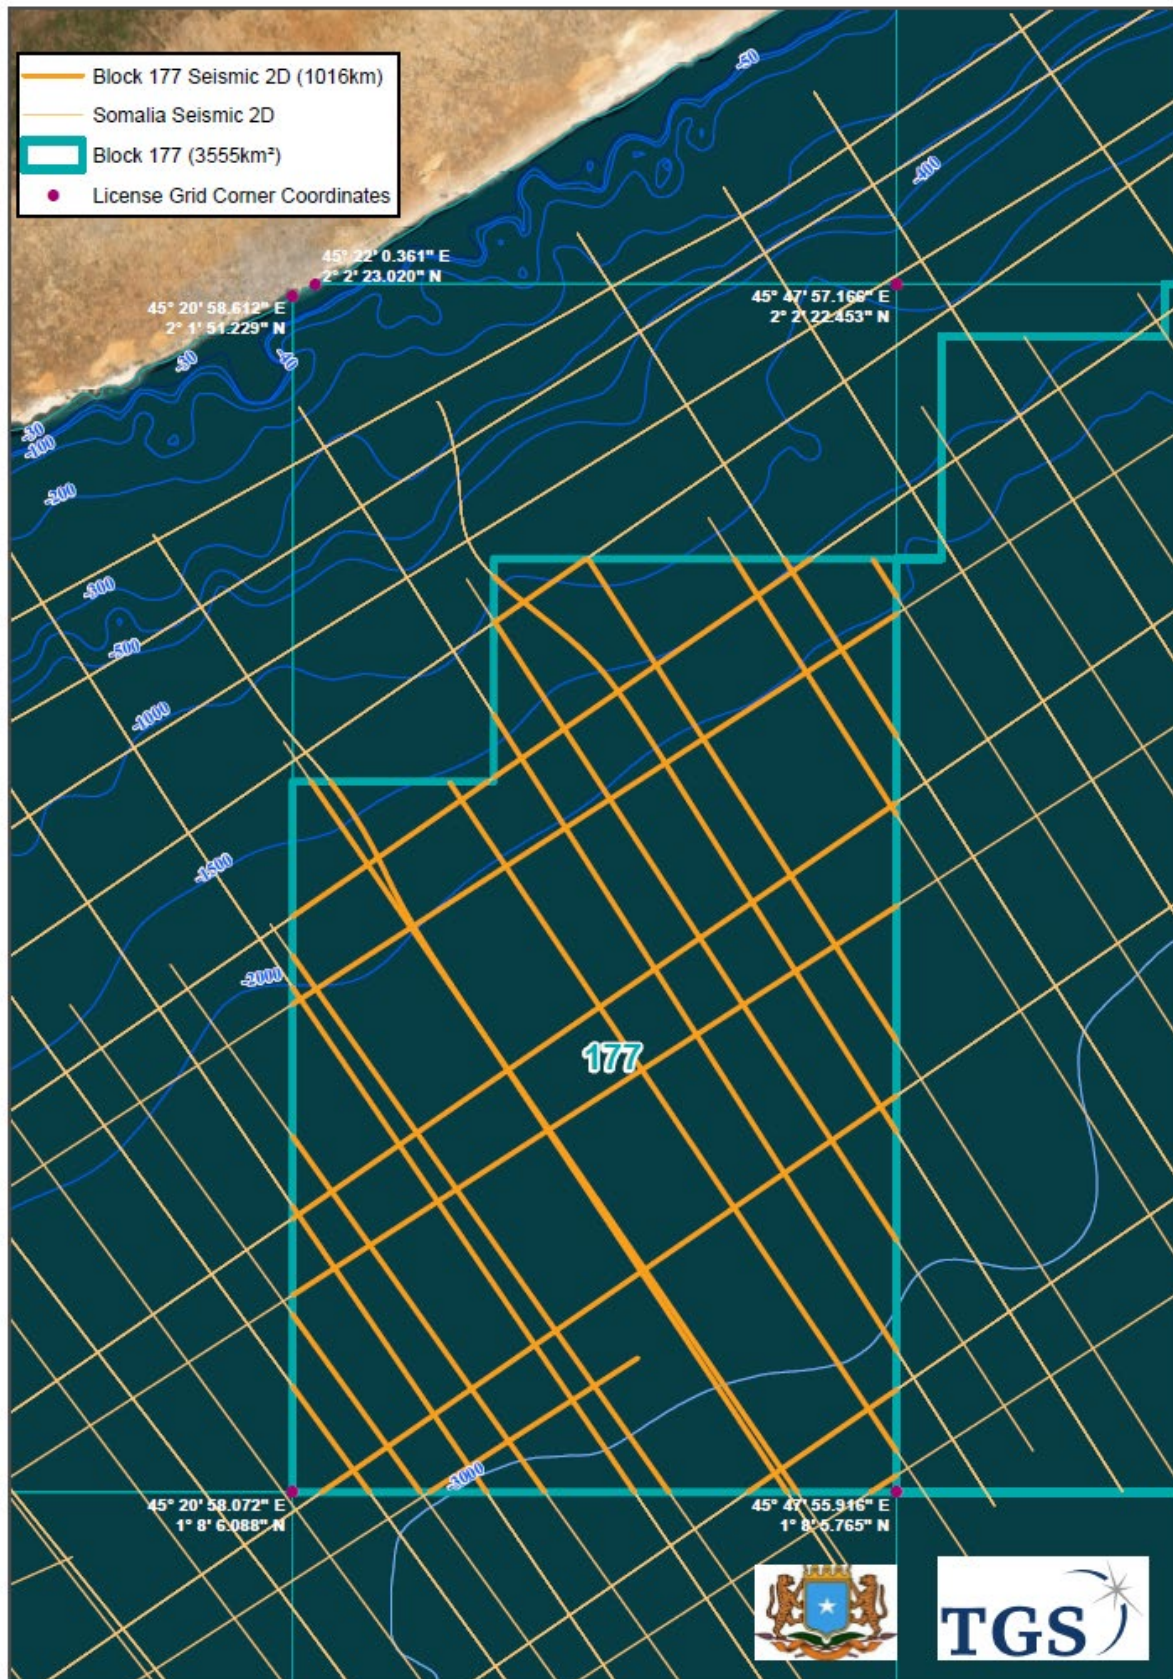 Block 177 Seismic 2D (1016km)
Somalia Seismic 2D
Block 177 (3555km²)
License Grid Corner Coordinates
-50
-400
45° 22' 0.361" E
2° 2' 23.020" N
45° 20' 58.612" E
2° 1' 51.229" N
45° 47' 57.166" E
2° 2' 22.453" N
-30
-40
-30
-100
-200
-300
-500
-1000
-1500
-2000
177
-3000
45° 20' 58.072" E
1° 8' 6.088" N
45° 47' 55.916" E
1° 8' 5.765" N
TGS